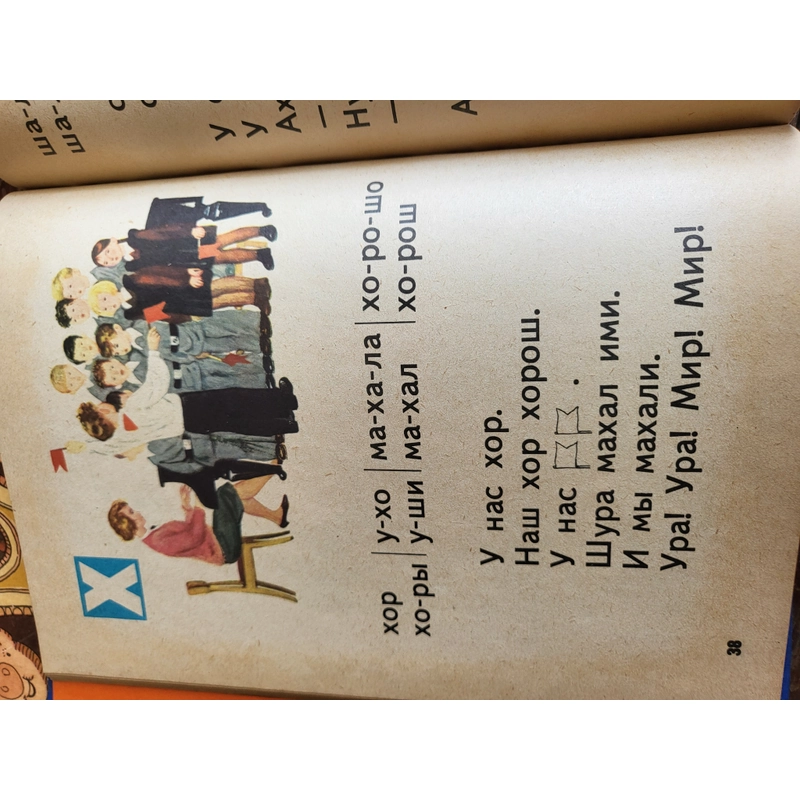 Х
хор | у-хо | ма-ха-ла | хо-ро-шо
хо-ры | у-ши | ма-хал | хо-рош
У нас хор.
Наш хор хорош.
У нас .
Шура махал ими.
И мы махали.
Ура! Ура! Мир! Мир!
38